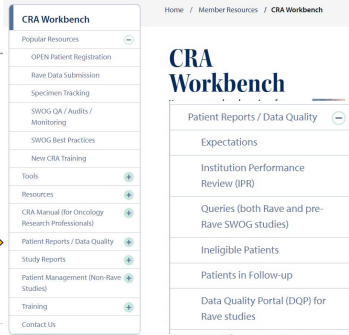 Home / Member Resources / CRA Workbench
CRA Workbench
Popular Resources
OPEN Patient Registration
Rave Data Submission
Specimen Tracking
SWOG QA / Audits /
Monitoring
SWOG Best Practices
New CRA Training
Tools
Resources
CRA Manual (for Oncology
Research Professionals)
Patient Reports / Data Quality
Study Reports
Patient Management (Non-Rave
Studies)
Training
Contact Us
CRA
Workbench
Patient Reports / Data Quality
Expectations
Institution Performance
Review (IPR)
Queries (both Rave and pre-
Rave SWOG studies)
Ineligible Patients
Patients in Follow-up
Data Quality Portal (DQP) for
Rave studies